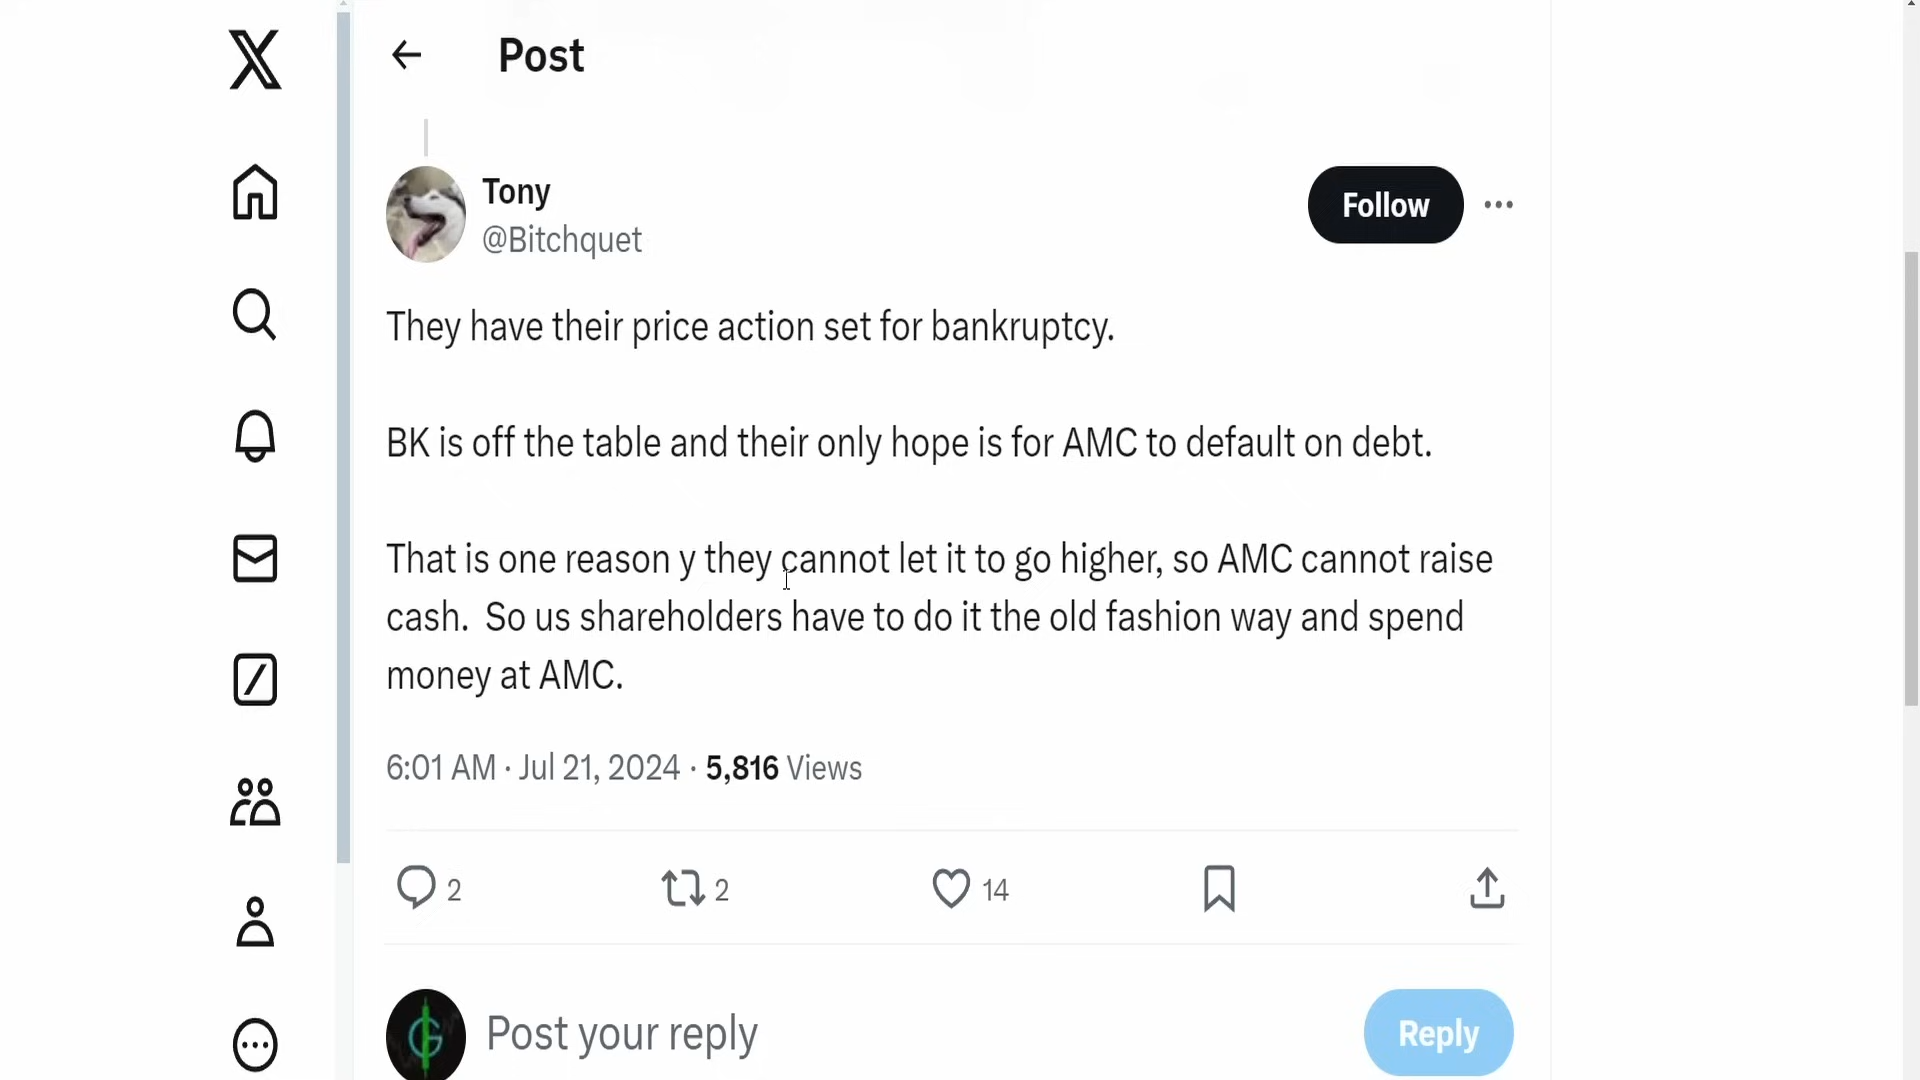 Post
Tony
@Bitchquet
Follow
They have their price action set for bankruptcy.
BK is off the table and their only hope is for AMC to default on debt.
That is one reason y they cannot let it to go higher, so AMC cannot raise
cash.  So us shareholders have to do it the old fashion way and spend
money at AMC.
6:01 AM · Jul 21, 2024 · 5,816 Views
2
2
14
Post your reply
Reply